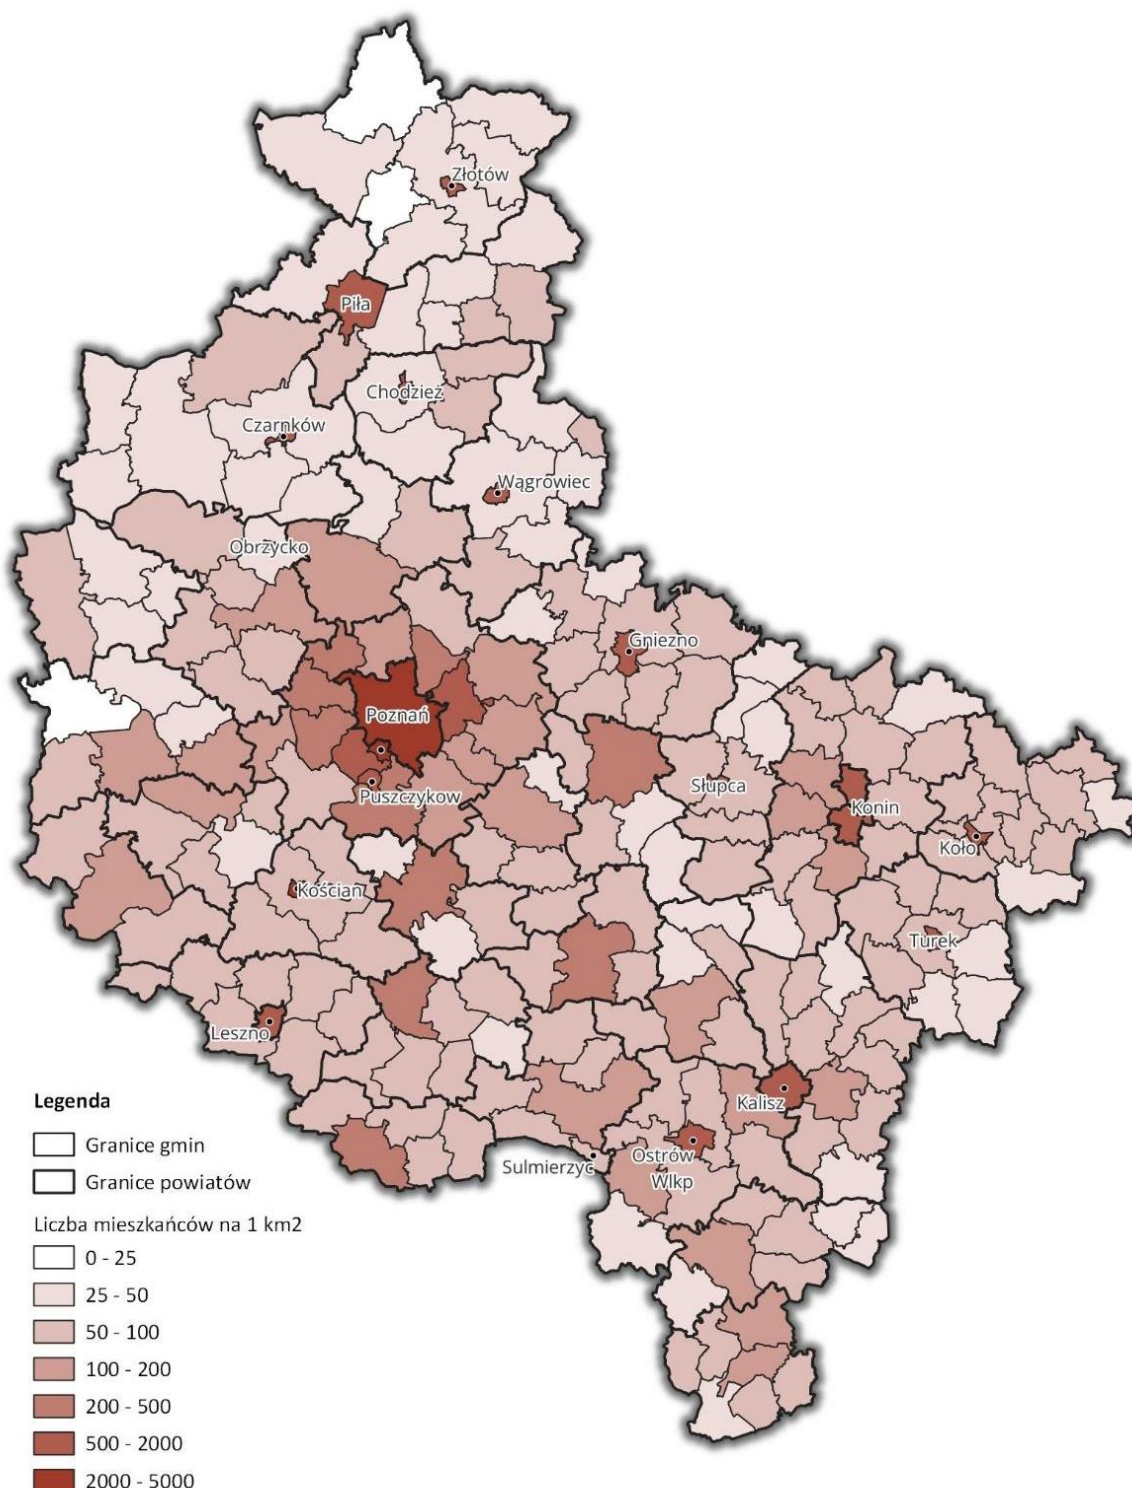 Złotów
Piła
Chodzież
Czarnków
Wągrowiec
Obrzycko
Gniezno
Poznań
Puszczykow
Słupca
Konin
Koło
Kościan
Turek
Leszno
Kalisz
Ostrów
Wlkp
Sulmierzyc
Legenda
Granice gmin
Granice powiatów
Liczba mieszkańców na 1 km2
0 - 25
25 - 50
50 - 100
100 - 200
200 - 500
500 - 2000
2000 - 5000